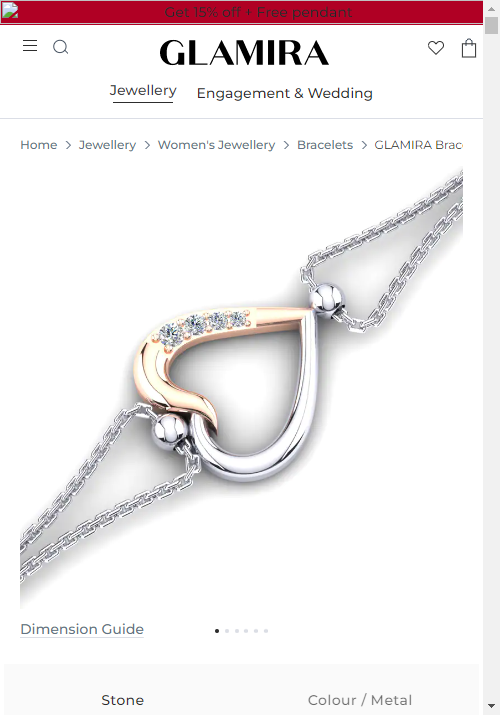 Get 15% off + Free pendant
GLAMIRA
Jewellery
Engagement & Wedding
Home > Jewellery > Women's Jewellery > Bracelets > GLAMIRA Brac
Dimension Guide
Stone
Colour / Metal